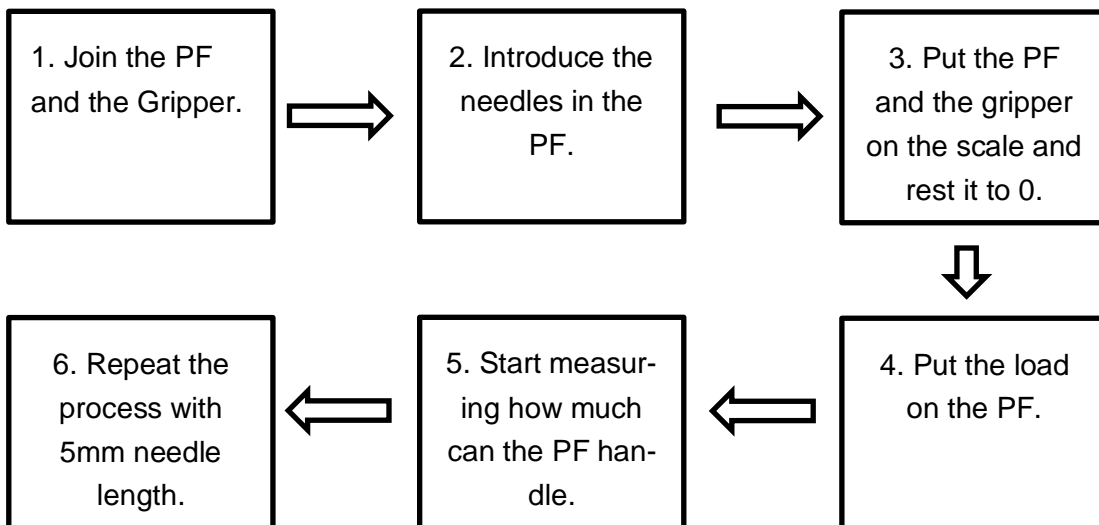 1. Join the PF
and the Gripper.
2. Introduce the
needles in the
PF.
3. Put the PF
and the gripper
on the scale and
rest it to 0.
4. Put the load
on the PF.
5. Start measur-
ing how much
can the PF han-
dle.
6. Repeat the
process with
5mm needle
length.